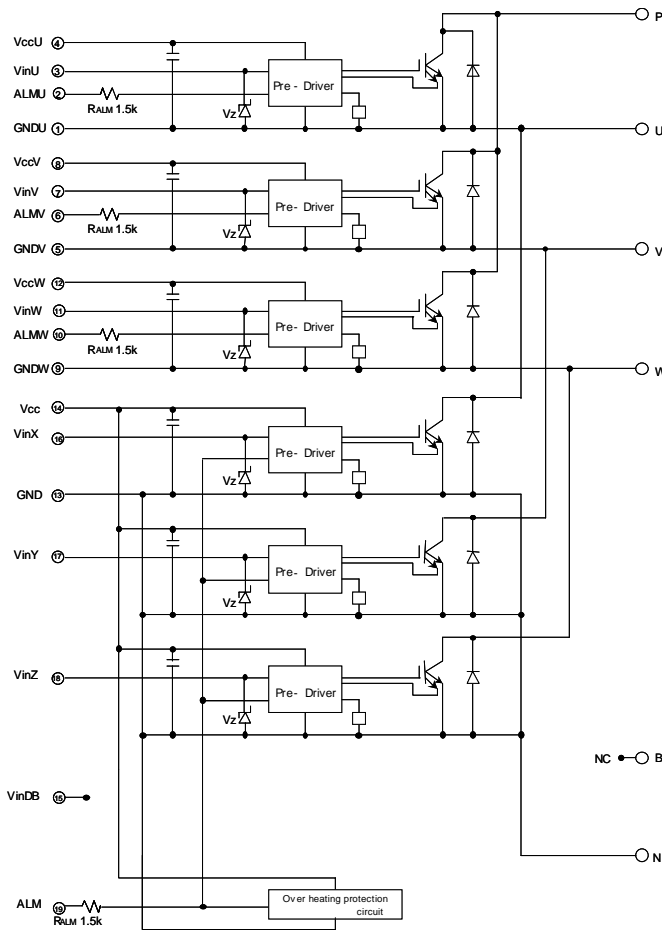 P
VccU 4
VinU 3
Pre- Driver
ALMU 2
RALM 1.5k
Vz
GNDU 1
U
VccV 8
VinV 7
Pre- Driver
ALMV 6
RALM 1.5k
Vz
GNDV 5
V
VccW 12
VinW 11
Pre- Driver
ALMW 10
RALM 1.5k
Vz
GNDW 9
W
Vcc 14
VinX 16
Pre- Driver
Vz
GND 13
VinY 17
Pre- Driver
Vz
VinZ 18
Pre- Driver
Vz
NC
B
VinDB 15
N
ALM 19
RALM 1.5k
Over heating protection
circuit